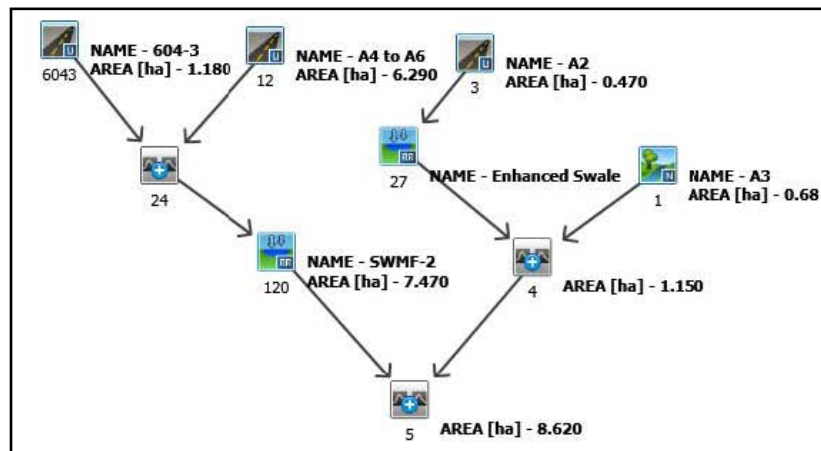 NAME - 604-3
AREA [ha] - 1.180
U
6043
NAME - A4 to A6
AREA [ha] - 6.290
U
12
NAME - A2
AREA [ha] - 0.470
U
3
24
RR
27
NAME - Enhanced Swale
N
1
NAME - A3
AREA [ha] - 0.68
NAME - SWMF-2
AREA [ha] - 7.470
RR
120
4
AREA [ha] - 1.150
5
AREA [ha] - 8.620